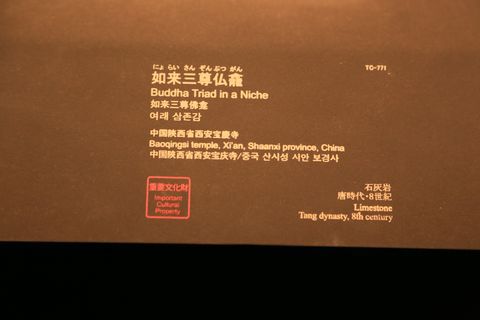 にょ らい さん ぞん ぶつ がん
如来三尊仏龕
TC-771
Buddha Triad in a Niche
如来三尊佛龛
여래 삼존감
中国陝西省西安宝慶寺
Baoqingsi temple, Xi'an, Shaanxi province, China
中国陕西省西安宝庆寺/중국 산시성 시안 보경사
重要文化財
Important
Cultural
Property
石灰岩
唐時代・8世紀
Limestone
Tang dynasty, 8th century